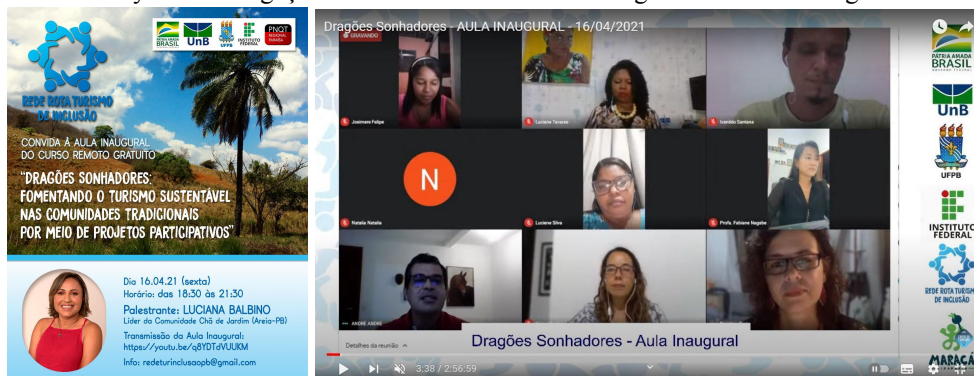 PÁTRIA AMADA
BRASIL
UnB
UFPB
INSTITUTO
FEDERAL
PNQT
REGIONAL
PARAÍBA
REDE ROTA TURISMO
DE INCLUSÃO
CONVIDA À AULA INAUGURAL
DO CURSO REMOTO GRATUITO
"DRAGÕES SONHADORES:
FOMENTANDO O TURISMO SUSTENTÁVEL
NAS COMUNIDADES TRADICIONAIS
POR MEIO DE PROJETOS PARTICIPATIVOS"
Dia 16.04.21 (sexta)
Horário: das 18:30 às 21:30
Palestrante: LUCIANA BALBINO
Líder da Comunidade Chã de Jardim (Areia-PB)
Transmissão da Aula Inaugural:
https://youtu.be/q8YDTdVUUKM
Info: redeturinclusaopb@gmail.com
Dragões Sonhadores - AULA INAUGURAL - 16/04/2021
GRAVANDO
Josimere Felipe
Luciene Tavares
Ivanildo Santana
N
Natalia Natalia
Luciene Silva
Profa. Fabiane Nagabe
ANDRE ANDRE
Detalhes da reunião
Dragões Sonhadores - Aula Inaugural
3:38 / 2:56:59
PÁTRIA AMADA
BRASIL
UnB
UFPB
INSTITUTO
FEDERAL
REDE ROTA TURISMO
DE INCLUSÃO
MARACÁ